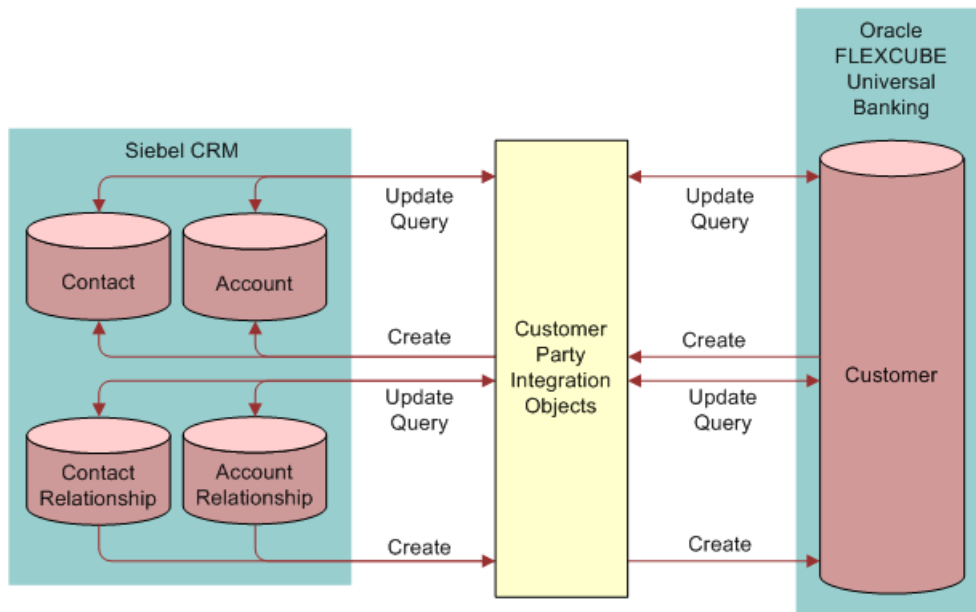 Oracle
FLEXCUBE
Universal
Banking
Siebel CRM
Update
Query
Update
Query
Contact
Account
Create
Customer
Party
Integration
Objects
Create
Customer
Update
Query
Update
Query
Contact
Relationship
Account
Relationship
Create
Create